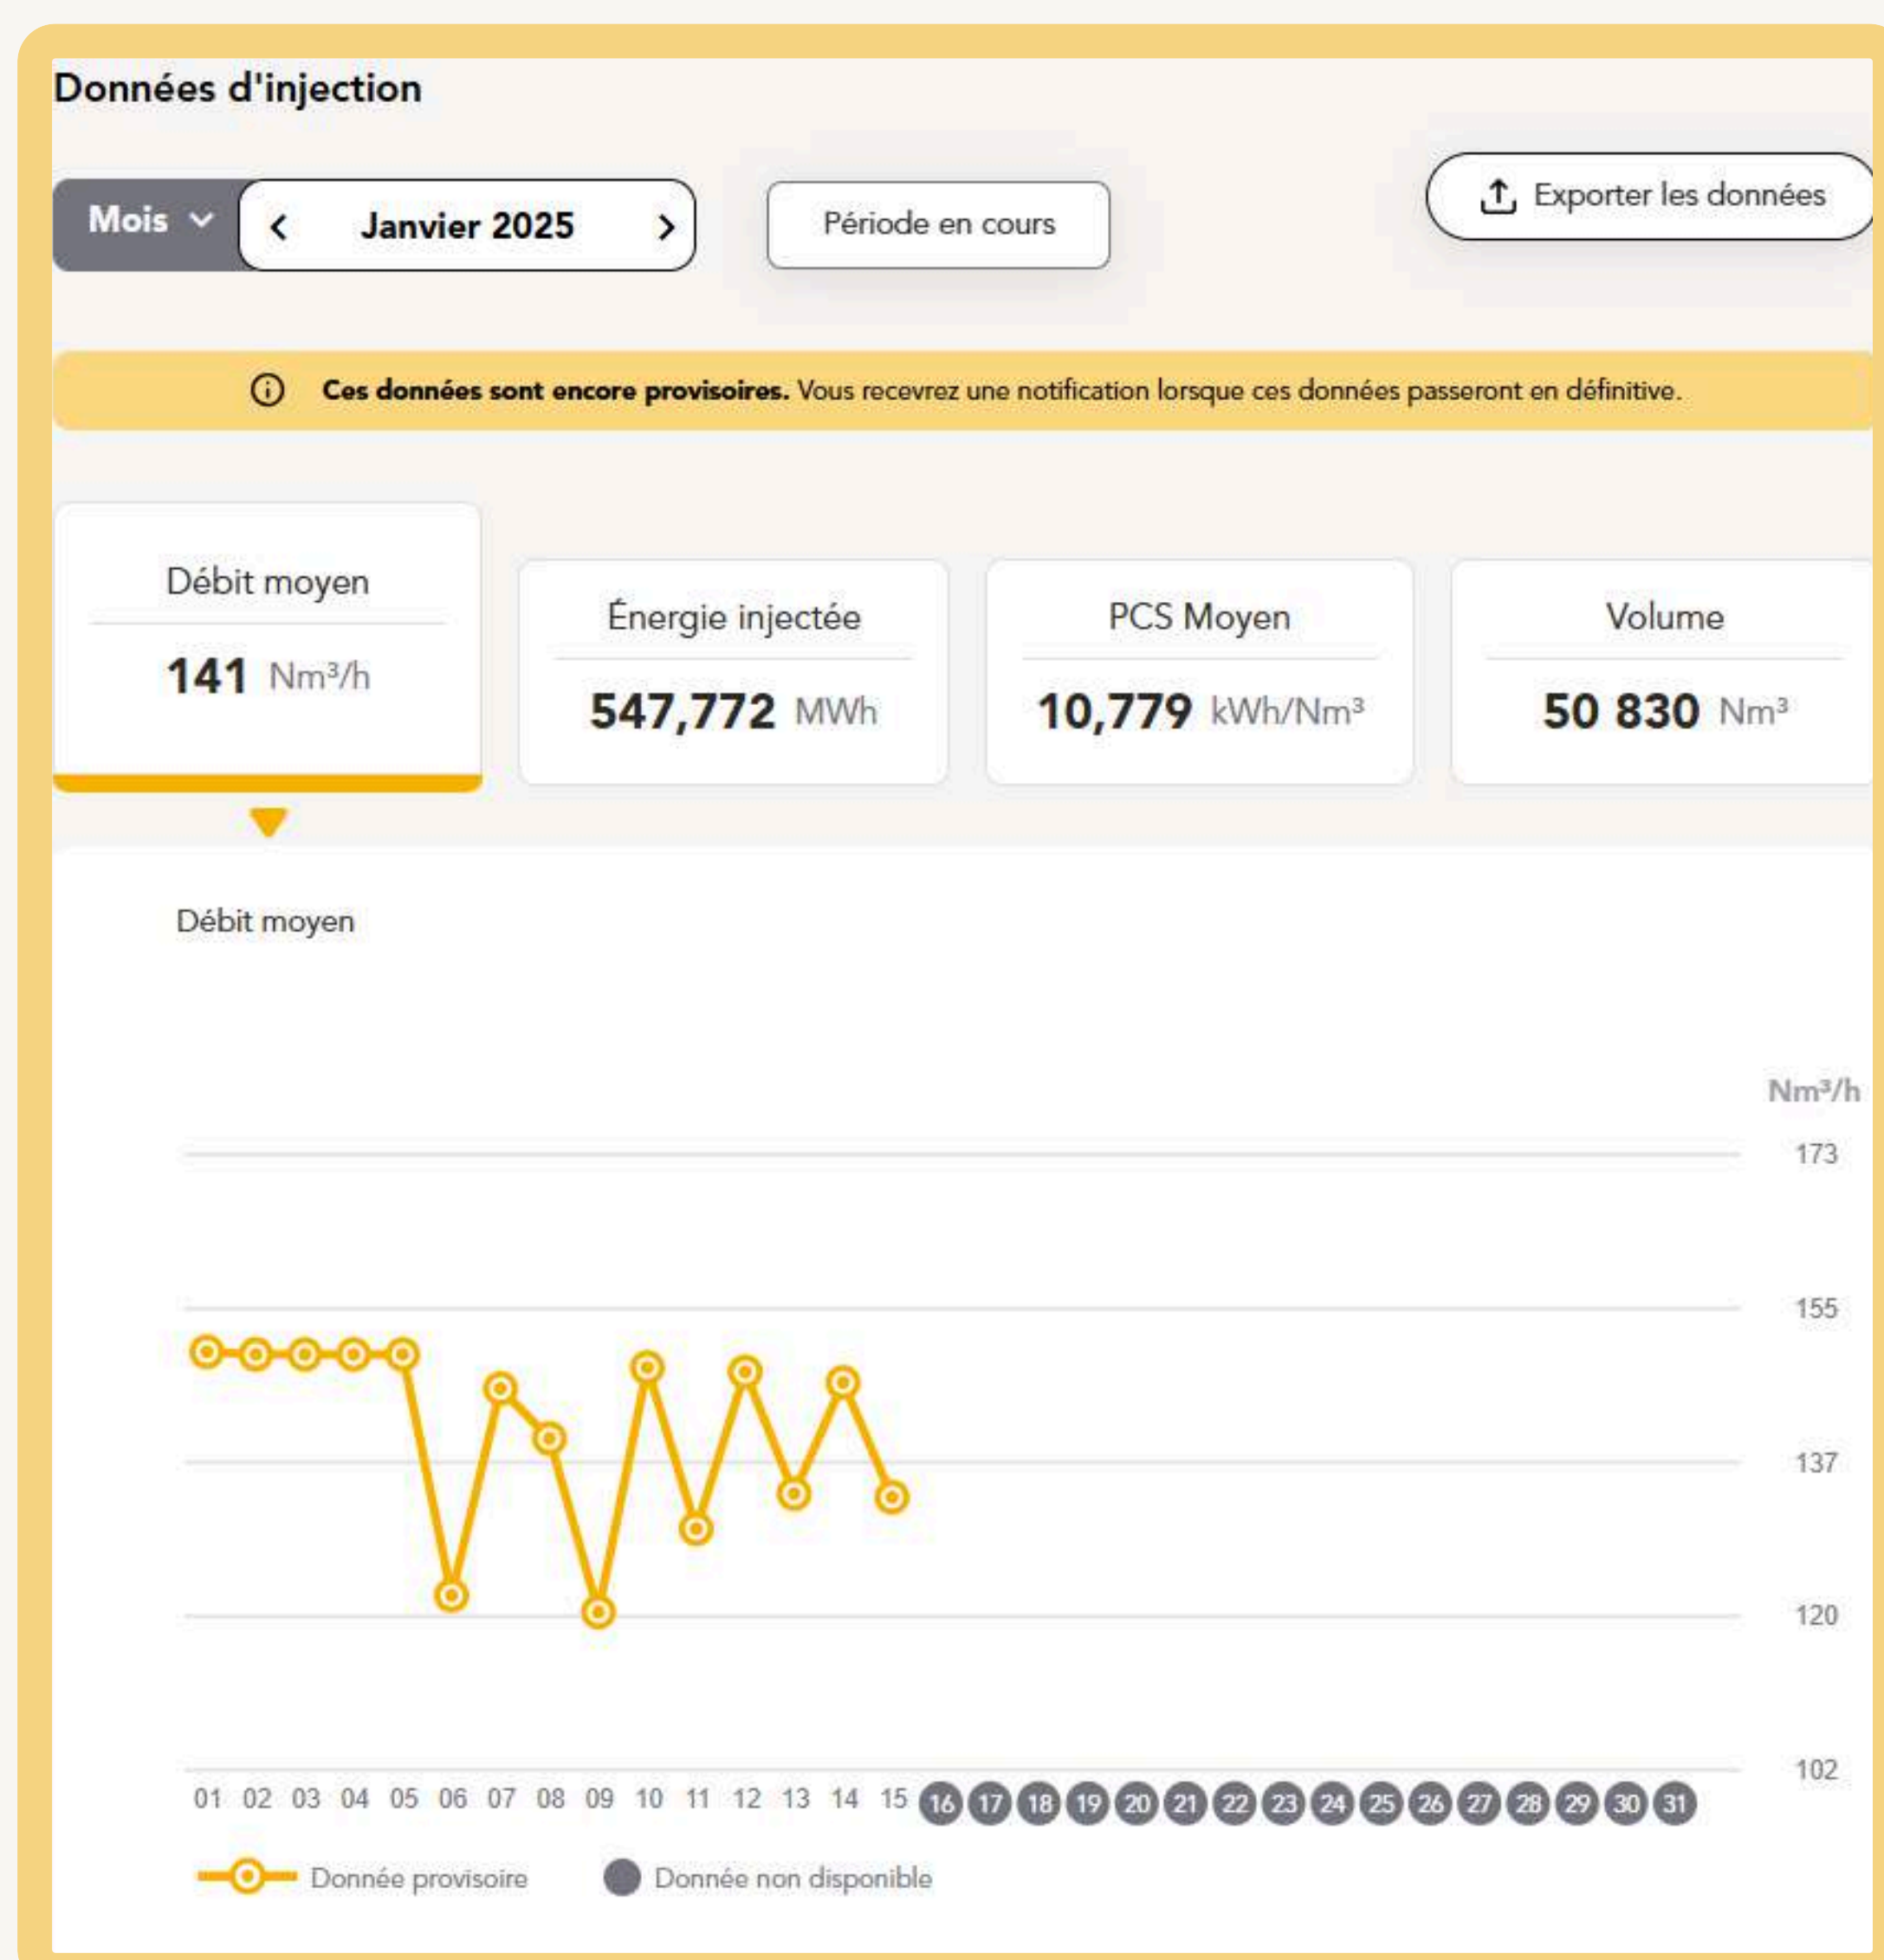 Données d'injection
Mois
Janvier 2025
Période en cours
Exporter les données
Ces données sont encore provisoires. Vous recevrez une notification lorsque ces données passeront en définitive.
Débit moyen
141 Nm³/h
Énergie injectée
547,772 MWh
PCS Moyen
10,779 kWh/Nm³
Volume
50 830 Nm³
Débit moyen
Nm³/h
173
155
137
120
102
01 02 03 04 05 06 07 08 09 10 11 12 13 14 15 16 17 18 19 20 21 22 23 24 25 26 27 28 29 30 31
Donnée provisoire
Donnée non disponible